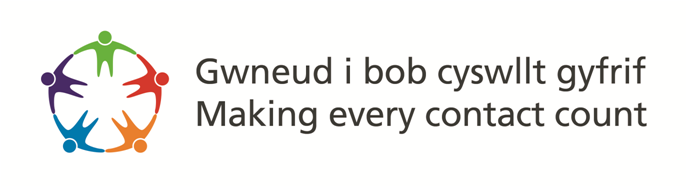 Gwneud i bob cyswllt gyfrif
Making every contact count